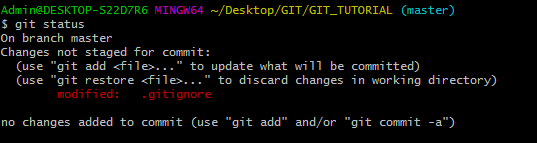 Admin@DESKTOP-S22D7R6 MINGW64 ~/Desktop/GIT/GIT_TUTORIAL (master)
$ git status
On branch master
Changes not staged for commit:
  (use "git add <file>..." to update what will be committed)
  (use "git restore <file>..." to discard changes in working directory)
        modified:   .gitignore

no changes added to commit (use "git add" and/or "git commit -a")